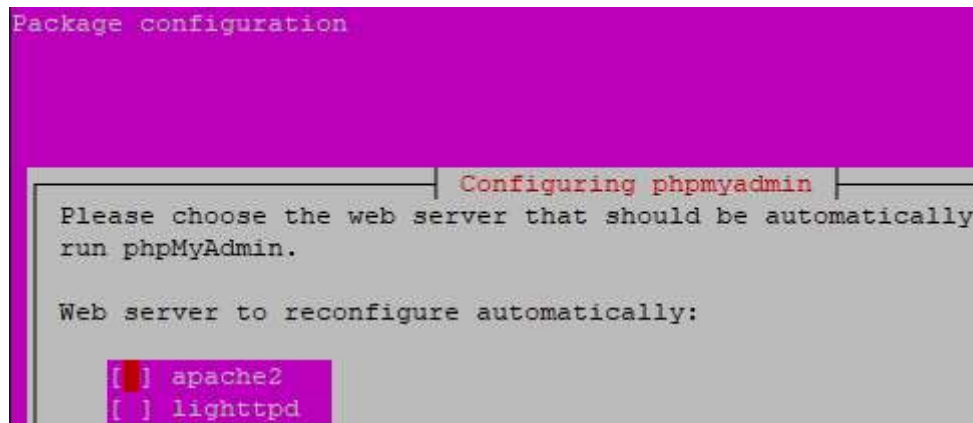 Package configuration
Configuring phpmyadmin
Please choose the web server that should be automatically
run phpMyAdmin.
Web server to reconfigure automatically:
[ ] apache2
[ ] lighttpd